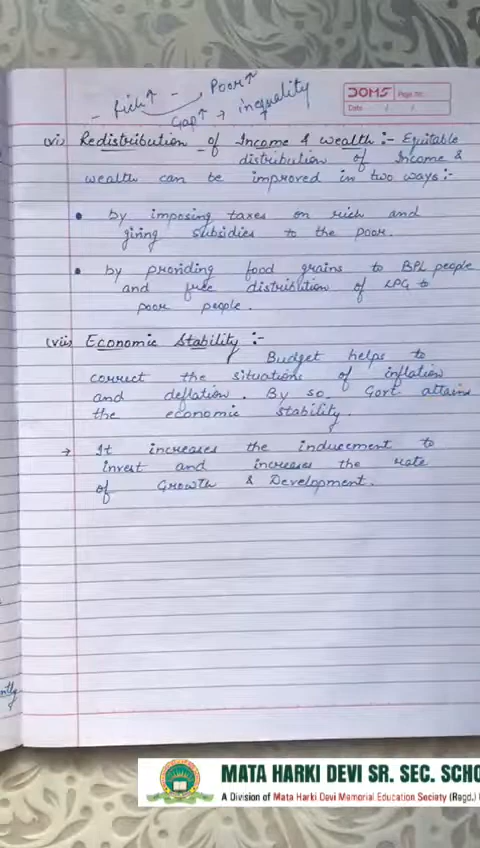 - Rich↑ - Poor↑
Gap↑ → inequality
DOMS Page No.
Date / /
(vi) Redistribution of Income & wealth :- Equitable
distribution of Income &
wealth can be improved in two ways :-
• by imposing taxes on rich and
giving subsidies to the poor.
• by providing food grains to BPL people
and free distribution of LPG to
poor people.
(vii) Economic Stability :-
Budget helps to
correct the situations of inflation
and deflation. By so Govt. attains
the economic stability.
→ It increases the inducement to
invest and increases the rate
of Growth & Development.
MATA HARKI DEVI SR. SEC. SCHO
A Division of Mata Harki Devi Memorial Education Society (Regd.)